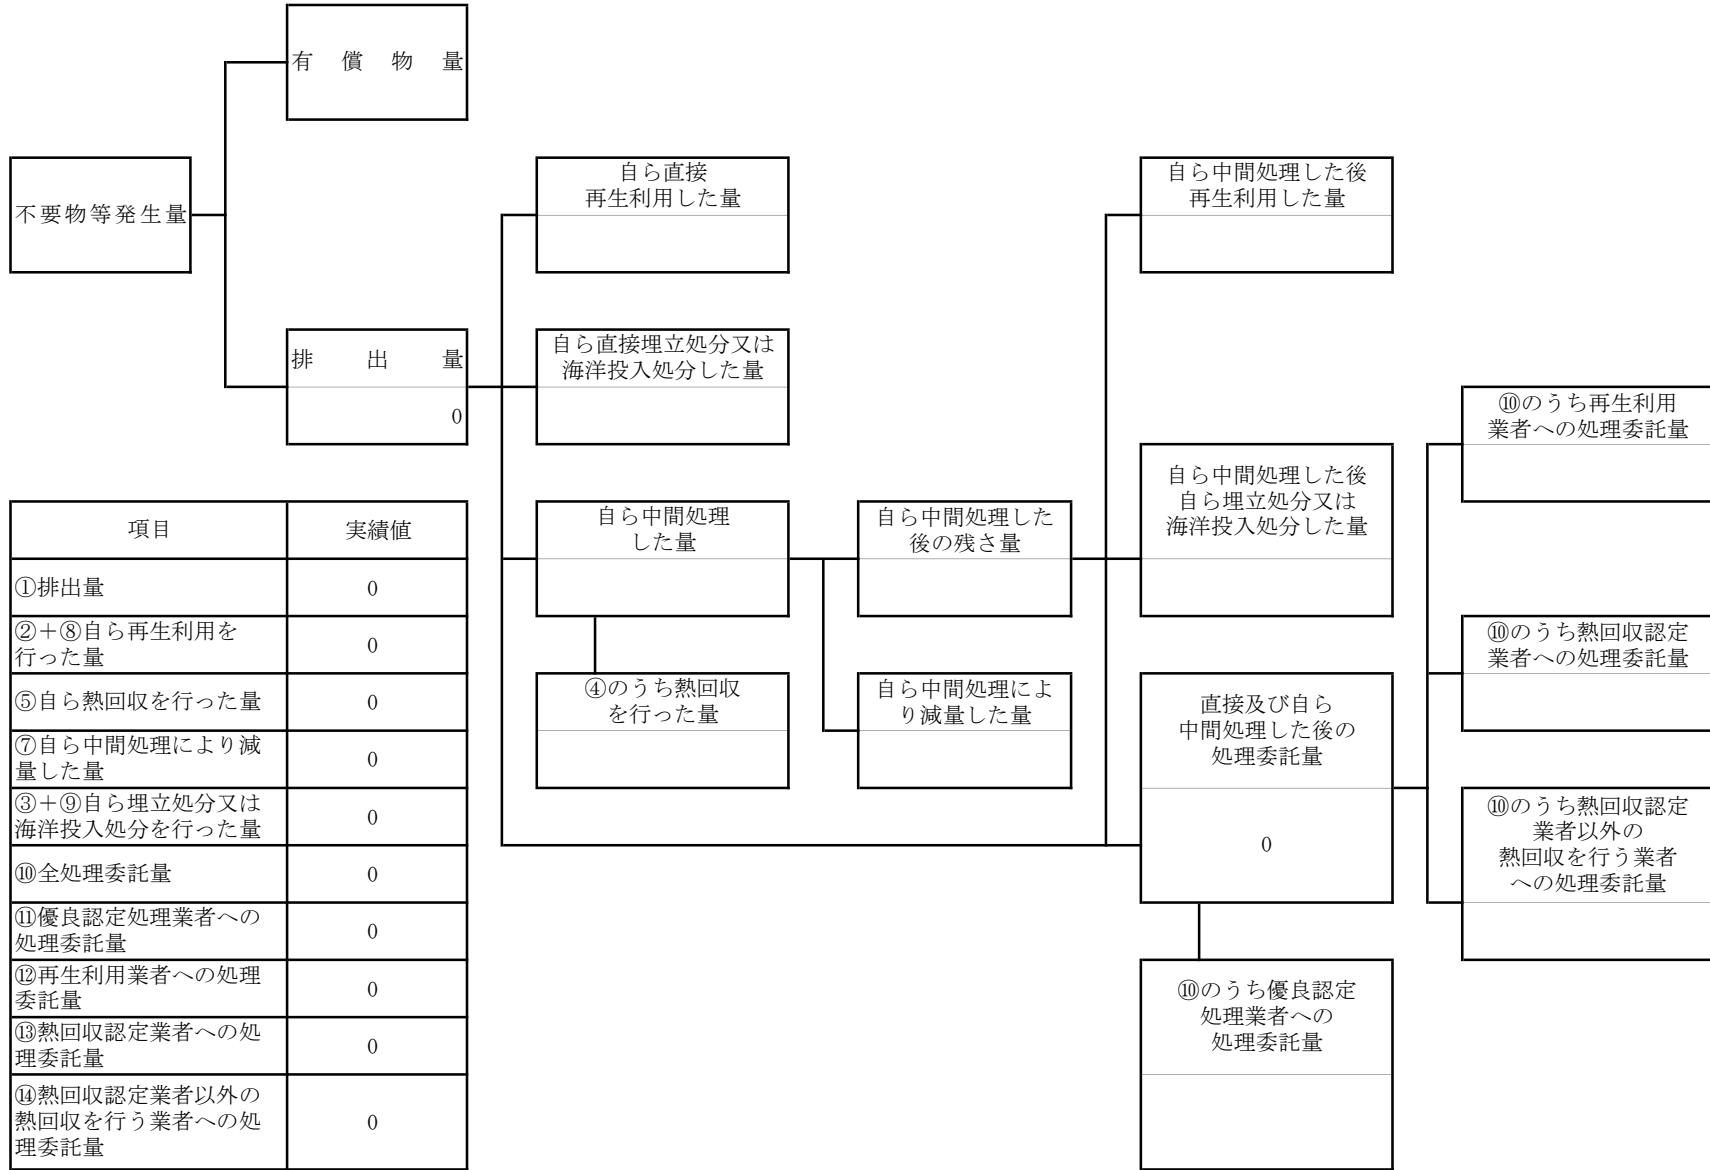 有償物量
不要物等発生量
自ら直接
再生利用した量
自ら中間処理した後
再生利用した量
排出量
0
自ら直接埋立処分又は
海洋投入処分した量
⑩のうち再生利用
業者への処理委託量
自ら中間処理
した量
自ら中間処理した
後の残さ量
自ら中間処理した後
自ら埋立処分又は
海洋投入処分した量
④のうち熱回収
を行った量
自ら中間処理によ
り減量した量
直接及び自ら
中間処理した後の
処理委託量
0
⑩のうち熱回収認定
業者への処理委託量
⑩のうち熱回収認定
業者以外の
熱回収を行う業者
への処理委託量
⑩のうち優良認定
処理業者への
処理委託量
項目 実績値
①排出量 0
②＋⑧自ら再生利用を
行った量 0
⑤自ら熱回収を行った量 0
⑦自ら中間処理により減
量した量 0
③＋⑨自ら埋立処分又は
海洋投入処分を行った量 0
⑩全処理委託量 0
⑪優良認定処理業者への
処理委託量 0
⑫再生利用業者への処理
委託量 0
⑬熱回収認定業者への処
理委託量 0
⑭熱回収認定業者以外の
熱回収を行う業者への処
理委託量 0